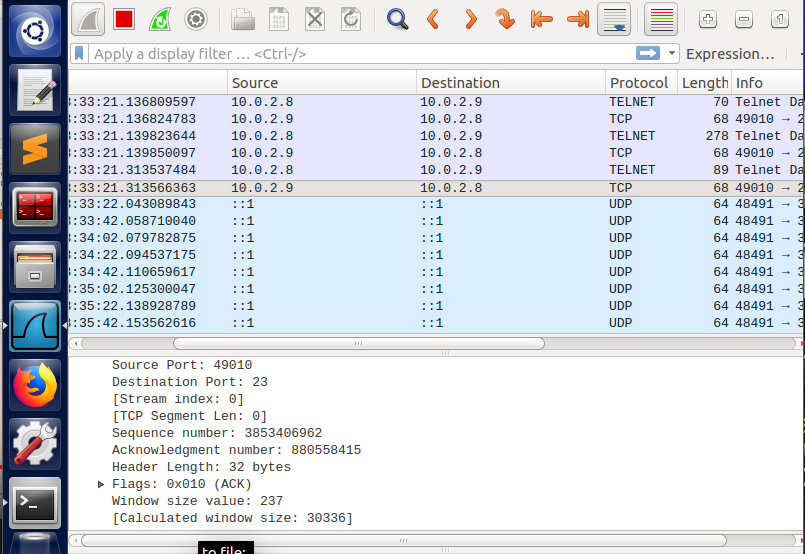 Apply a display filter … <Ctrl-/> Expression…
Source Destination Protocol Length Info
:33:21.136809597 10.0.2.8 10.0.2.9 TELNET 70 Telnet Da
:33:21.136824783 10.0.2.9 10.0.2.8 TCP 68 49010 → 2
:33:21.139823644 10.0.2.8 10.0.2.9 TELNET 278 Telnet Da
:33:21.139850097 10.0.2.9 10.0.2.8 TCP 68 49010 → 2
:33:21.313537484 10.0.2.8 10.0.2.9 TELNET 89 Telnet Da
:33:21.313566363 10.0.2.9 10.0.2.8 TCP 68 49010 → 2
:33:22.043089843 ::1 ::1 UDP 64 48491 → 3
:33:42.058710040 ::1 ::1 UDP 64 48491 → 3
:34:02.079782875 ::1 ::1 UDP 64 48491 → 3
:34:22.094537175 ::1 ::1 UDP 64 48491 → 3
:34:42.110659617 ::1 ::1 UDP 64 48491 → 3
:35:02.125300047 ::1 ::1 UDP 64 48491 → 3
:35:22.138928789 ::1 ::1 UDP 64 48491 → 3
:35:42.153562616 ::1 ::1 UDP 64 48491 → 3
Source Port: 49010
Destination Port: 23
[Stream index: 0]
[TCP Segment Len: 0]
Sequence number: 3853406962
Acknowledgment number: 880558415
Header Length: 32 bytes
Flags: 0x010 (ACK)
Window size value: 237
[Calculated window size: 30336]
to file: